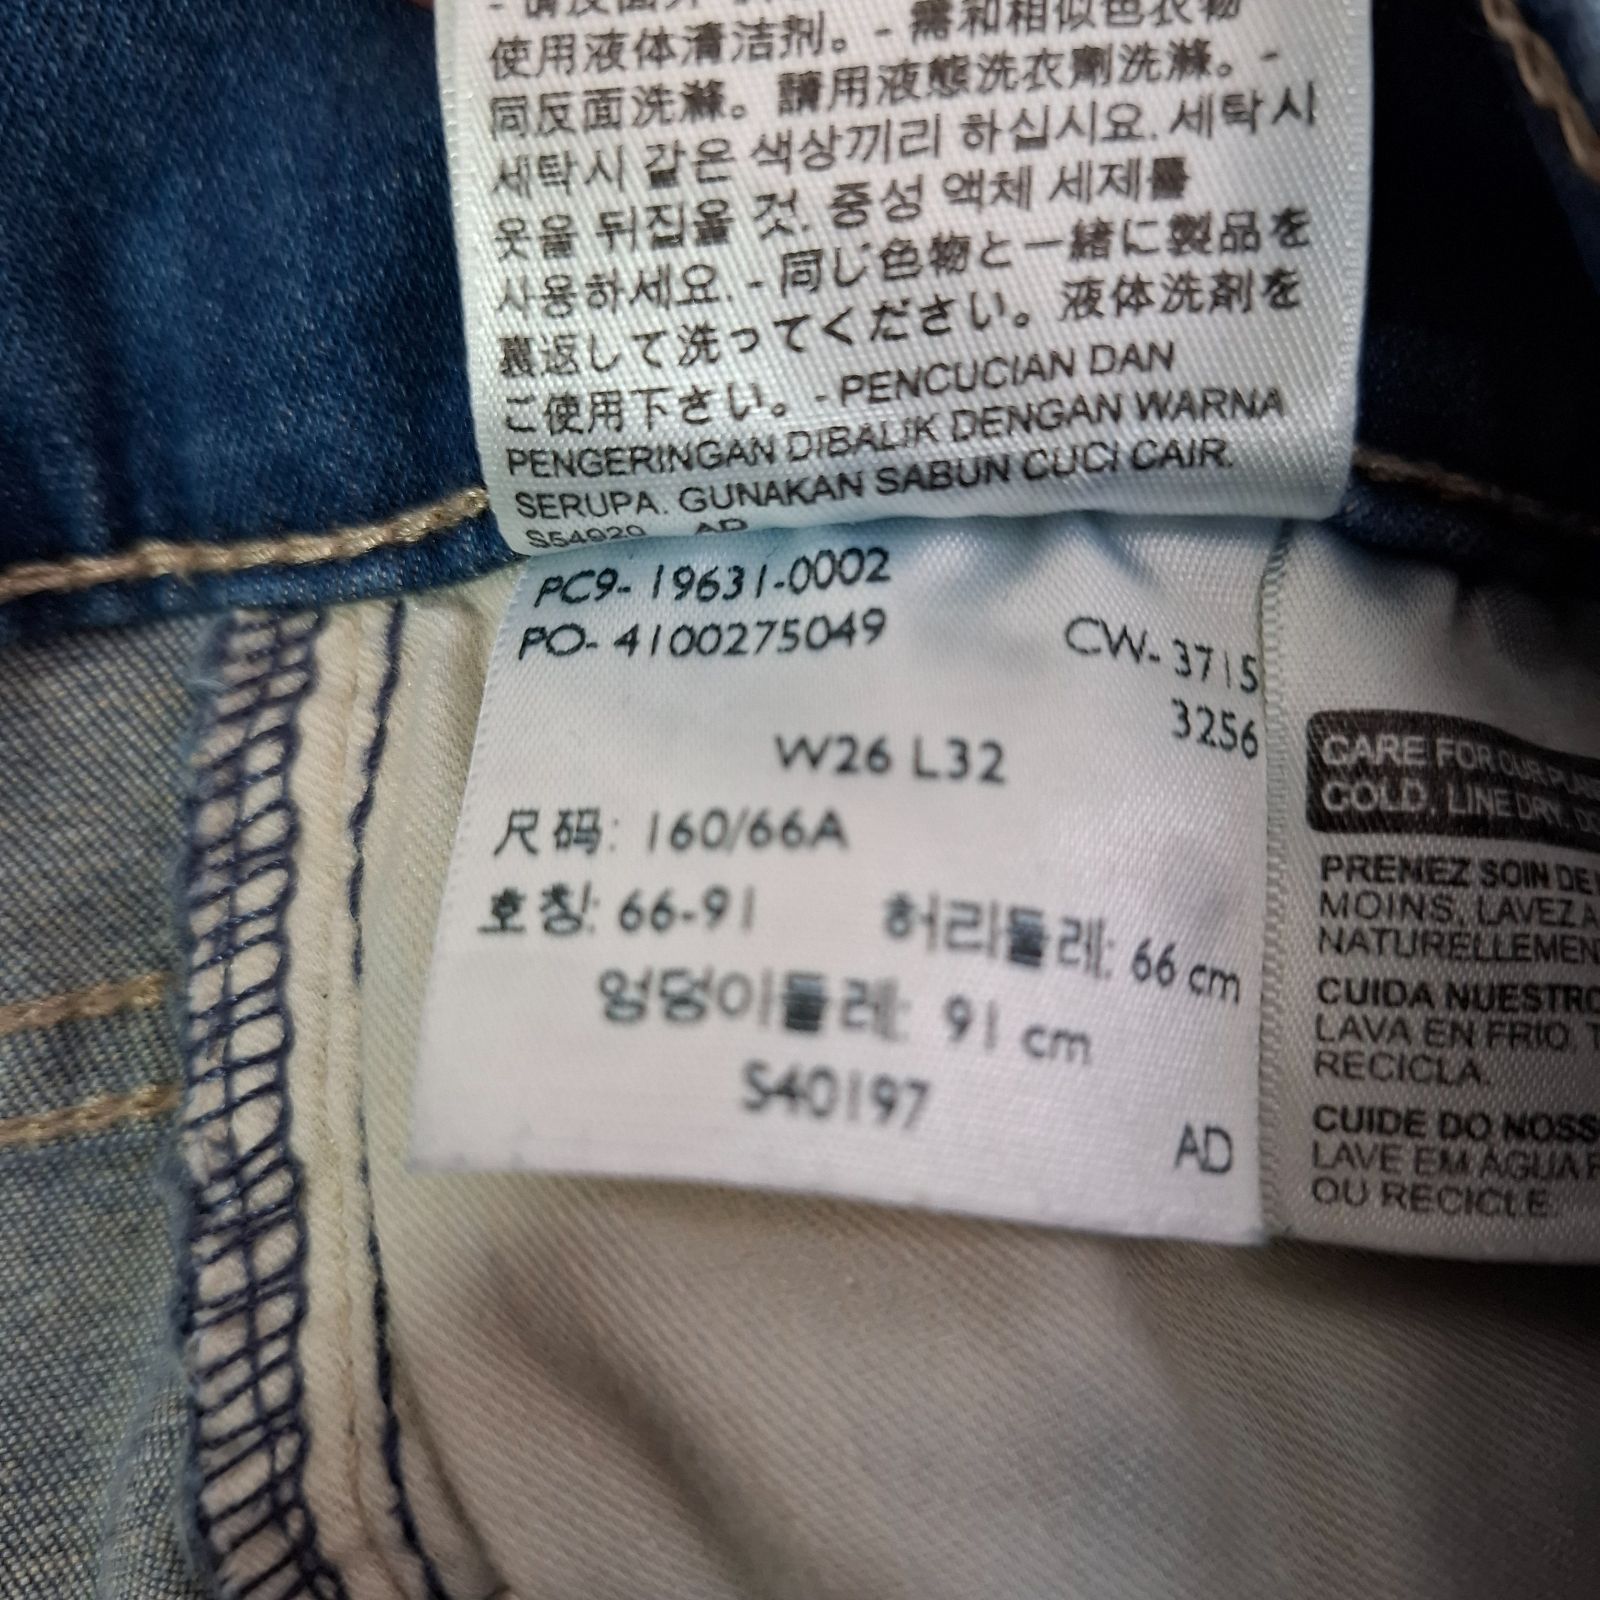 使用液体清洁剂。- 需和相似色衣物
同反面洗滌。請用液態洗衣劑洗滌。-
세탁시 같은 색상끼리 하십시요. 세탁시
옷을 뒤집을 것. 중성 액체 세제를
사용하세요. - 同じ色物と一緒に製品を
裏返して洗ってください。液体洗剤を
ご使用下さい。- PENCUCIAN DAN
PENGERINGAN DIBALIK DENGAN WARNA
SERUPA. GUNAKAN SABUN CUCI CAIR.
S54920 AD
PC9- 19631-0002
PO- 4100275049
CW- 3715
3256
W26 L32
尺码: 160/66A
호칭: 66-91 허리둘레: 66 cm
엉덩이둘레: 91 cm
S40197
AD
CARE FOR OUR
COLD, LINE DRY,
PRENEZ SOIN DE
MOINS, LAVEZ
NATURELLEMEN
CUIDA NUESTRO
LAVA EN FRIO,
RECICLA.
CUIDE DO NOSS
LAVE EM AGUA
OU RECICLE.